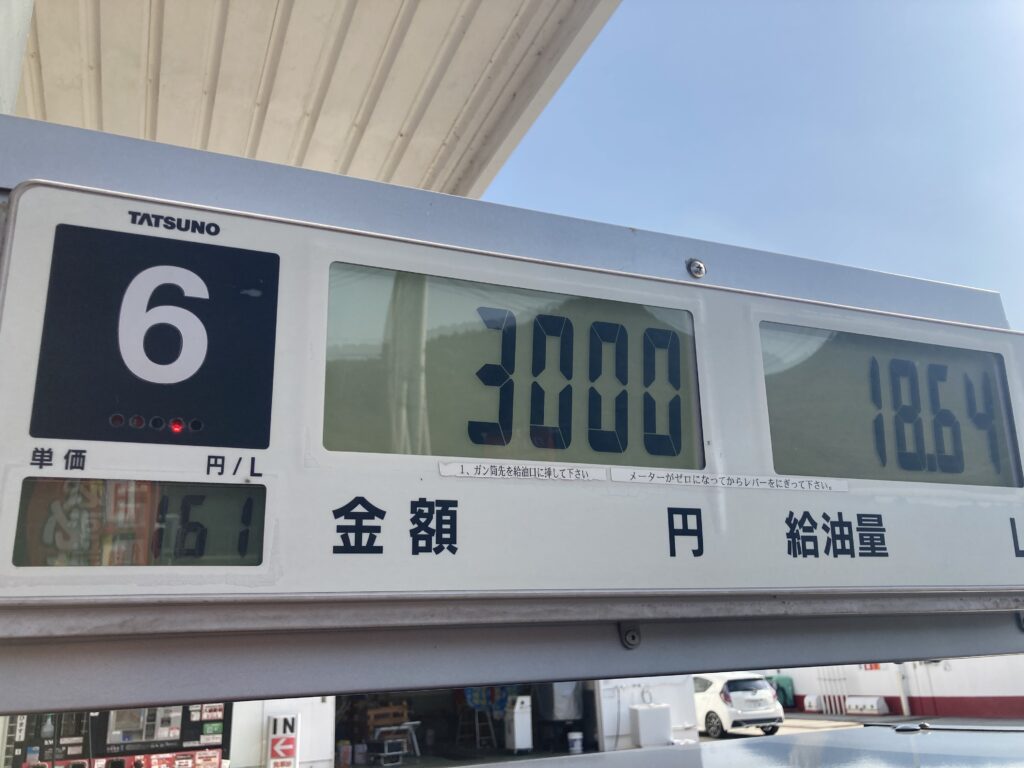 TATSUNO
6
3000
18.64
単価 円/L
161
1、ガン筒先を給油口に挿して下さい。
メーターがゼロになってからレバーをにぎって下さい。
金額 円
給油量 L
IN